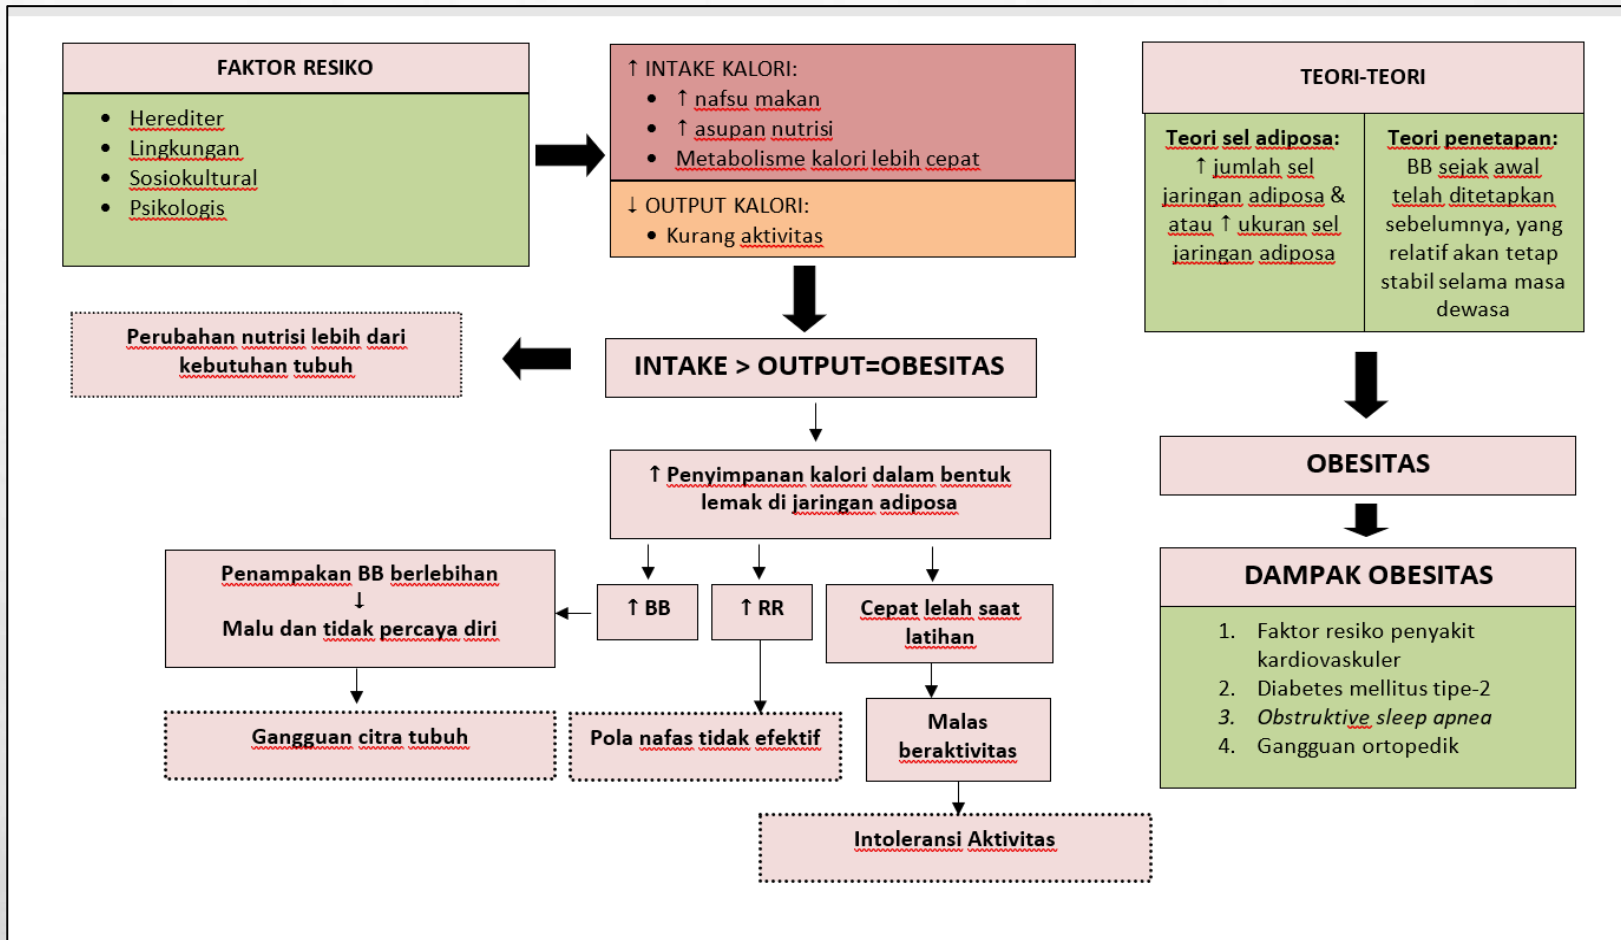 FAKTOR RESIKO
• Herediter
• Lingkungan
• Sosiokultural
• Psikologis
↑ INTAKE KALORI:
• ↑ nafsu makan
• ↑ asupan nutrisi
• Metabolisme kalori lebih cepat
↓ OUTPUT KALORI:
• Kurang aktivitas
TEORI-TEORI
Teori sel adiposa:
↑ jumlah sel
jaringan adiposa &
atau ↑ ukuran sel
jaringan adiposa
Teori penetapan:
BB sejak awal
telah ditetapkan
sebelumnya, yang
relatif akan tetap
stabil selama masa
dewasa
Perubahan nutrisi lebih dari
kebutuhan tubuh
INTAKE > OUTPUT=OBESITAS
↑ Penyimpanan kalori dalam bentuk
lemak di jaringan adiposa
Penampakan BB berlebihan
↓
Malu dan tidak percaya diri
↑ BB
↑ RR
Cepat lelah saat
latihan
Gangguan citra tubuh
Pola nafas tidak efektif
Malas
beraktivitas
Intoleransi Aktivitas
OBESITAS
DAMPAK OBESITAS
1. Faktor resiko penyakit
kardiovaskuler
2. Diabetes mellitus tipe-2
3. Obstruktive sleep apnea
4. Gangguan ortopedik